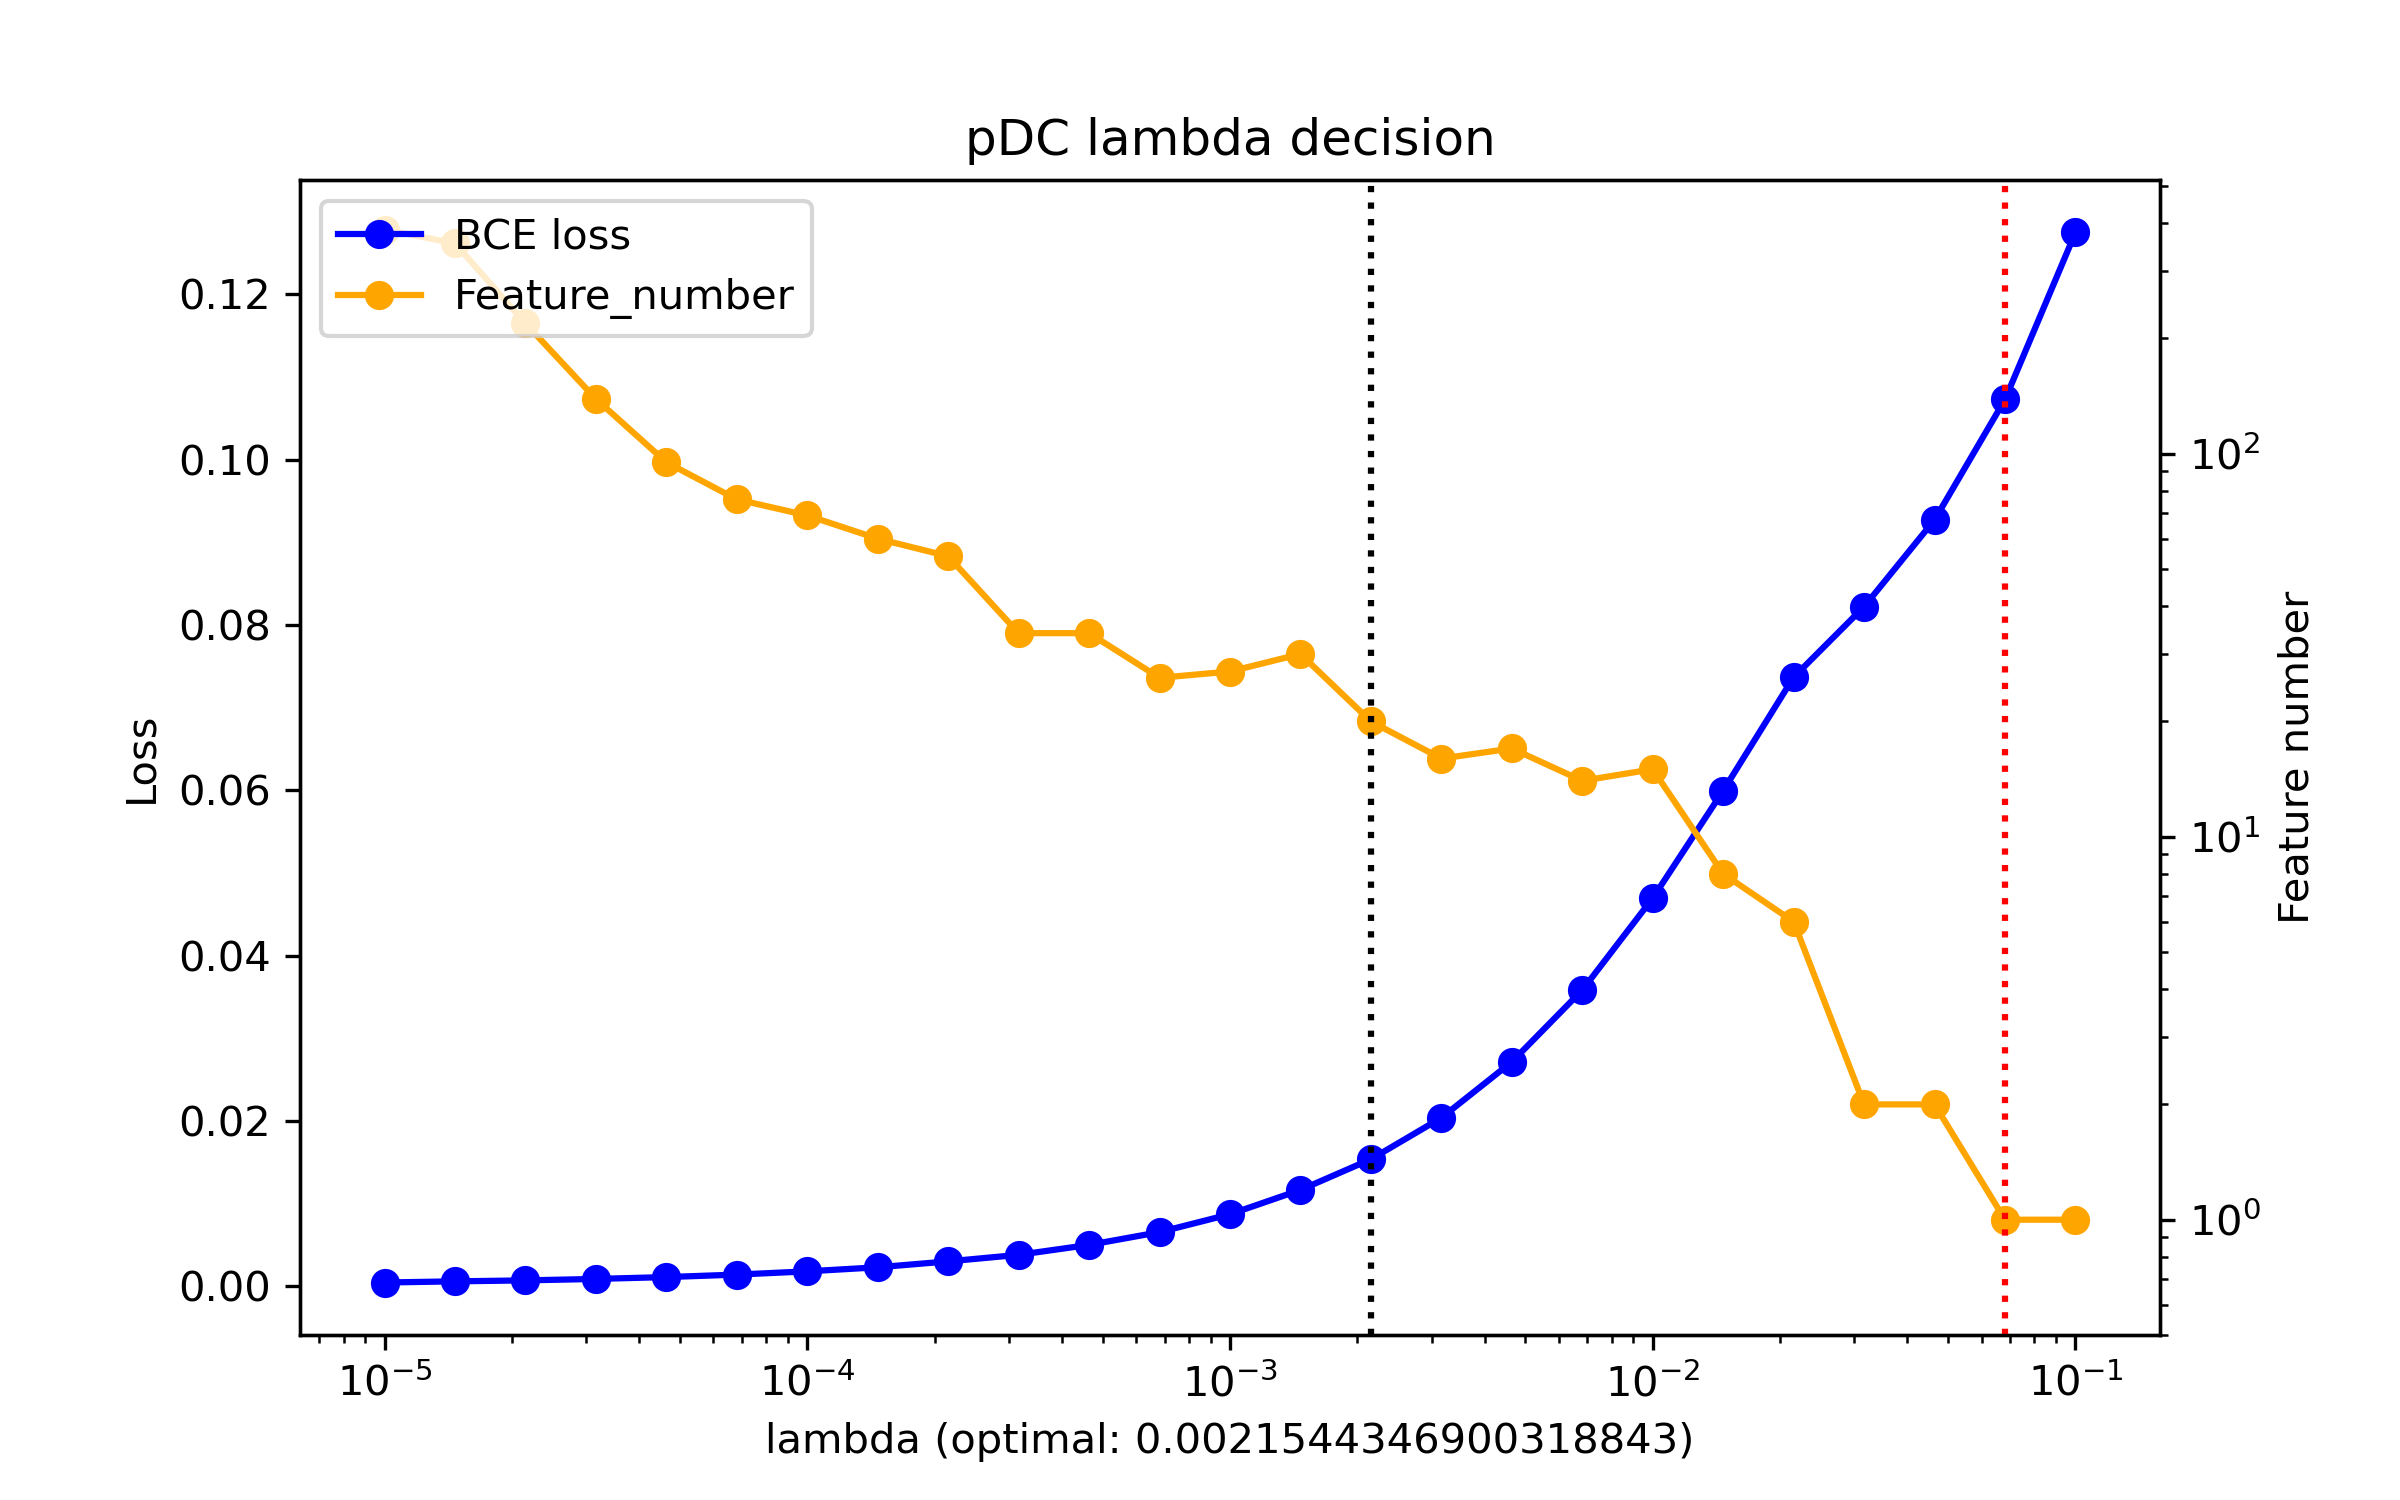 pDC lambda decision
BCE loss
Feature_number
0.12
0.10
0.08
0.06
0.04
0.02
0.00
Loss
10²
10¹
10⁰
Feature number
10⁻⁵ 10⁻⁴ 10⁻³ 10⁻² 10⁻¹
lambda (optimal: 0.0021544346900318843)